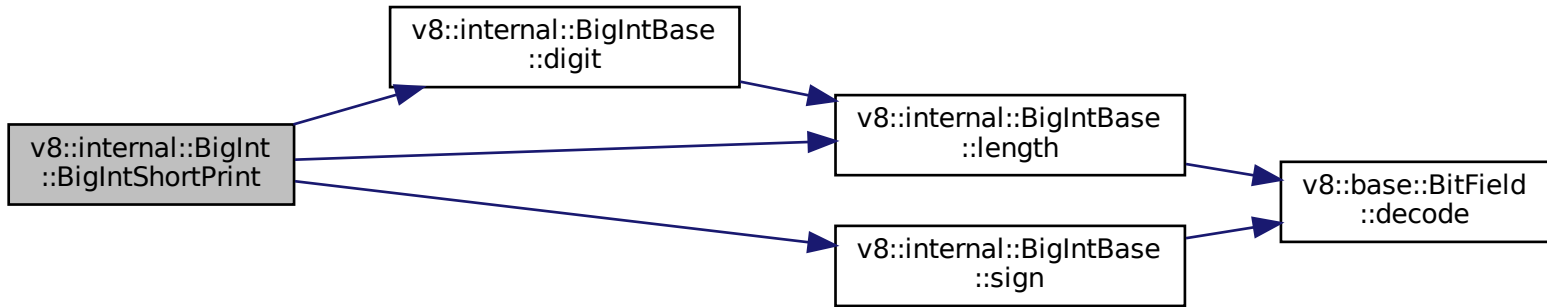 v8::internal::BigInt
::BigIntShortPrint
v8::internal::BigIntBase
::digit
v8::internal::BigIntBase
::length
v8::internal::BigIntBase
::sign
v8::base::BitField
::decode